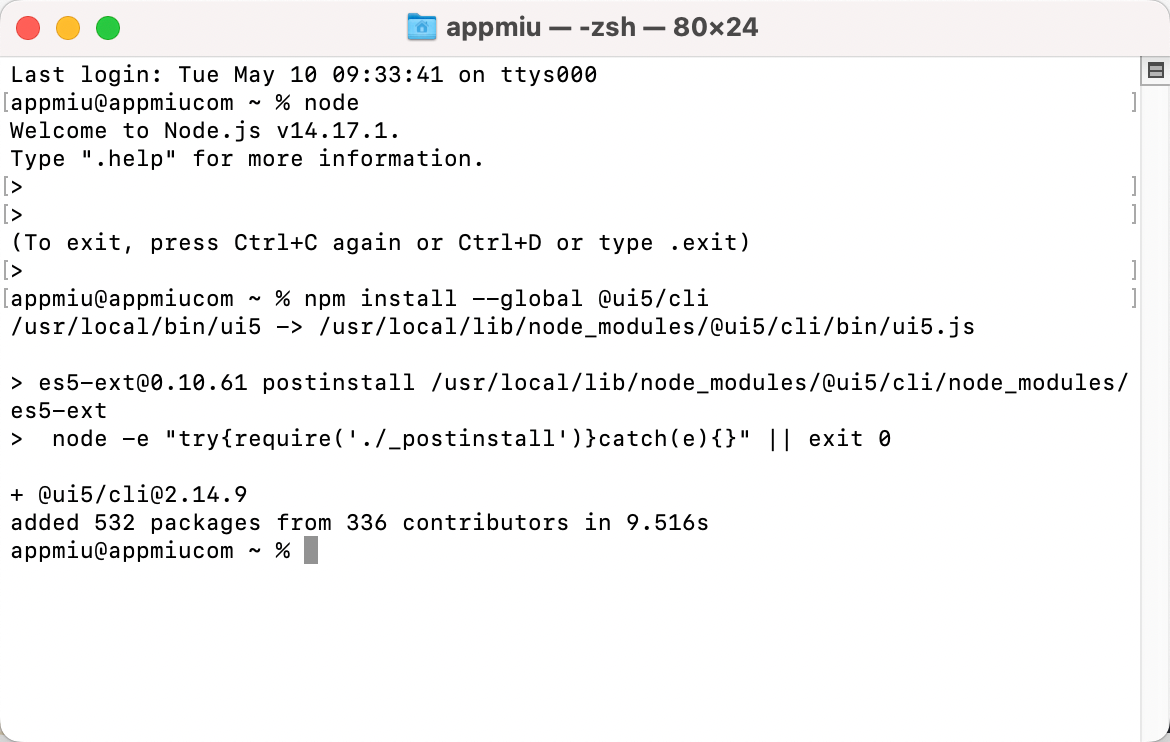 appmiu — -zsh — 80×24
Last login: Tue May 10 09:33:41 on ttys000
[appmiu@appmiucom ~ % node ]
Welcome to Node.js v14.17.1.
Type ".help" for more information.
[> ]
[> ]
(To exit, press Ctrl+C again or Ctrl+D or type .exit)
[> ]
[appmiu@appmiucom ~ % npm install --global @ui5/cli ]
/usr/local/bin/ui5 -> /usr/local/lib/node_modules/@ui5/cli/bin/ui5.js
> es5-ext@0.10.61 postinstall /usr/local/lib/node_modules/@ui5/cli/node_modules/
es5-ext
>  node -e "try{require('./_postinstall')}catch(e){}" || exit 0
+ @ui5/cli@2.14.9
added 532 packages from 336 contributors in 9.516s
appmiu@appmiucom ~ %